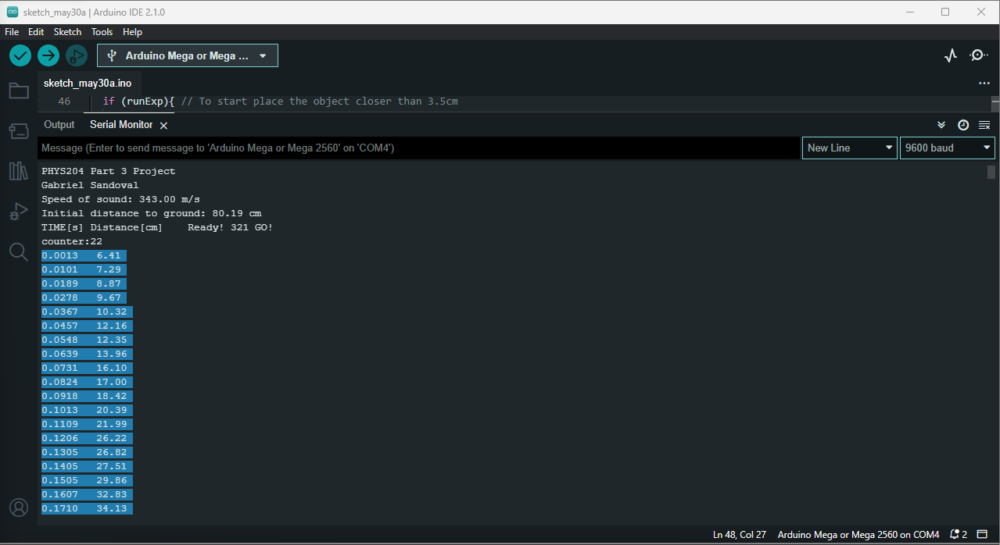 sketch_may30a | Arduino IDE 2.1.0
File Edit Sketch Tools Help
Arduino Mega or Mega ...
sketch_may30a.ino
...
46 if (runExp){ // To start place the object closer than 3.5cm
Output Serial Monitor
Message (Enter to send message to 'Arduino Mega or Mega 2560' on 'COM4')
New Line
9600 baud
PHYS204 Part 3 Project
Gabriel Sandoval
Speed of sound: 343.00 m/s
Initial distance to ground: 80.19 cm
TIME[s] Distance[cm] Ready! 321 GO!
counter:22
0.0013 6.41
0.0101 7.29
0.0189 8.87
0.0278 9.67
0.0367 10.32
0.0457 12.16
0.0548 12.35
0.0639 13.96
0.0731 16.10
0.0824 17.00
0.0918 18.42
0.1013 20.39
0.1109 21.99
0.1206 26.22
0.1305 26.82
0.1405 27.51
0.1505 29.86
0.1607 32.83
0.1710 34.13
Ln 48, Col 27 Arduino Mega or Mega 2560 on COM4 2